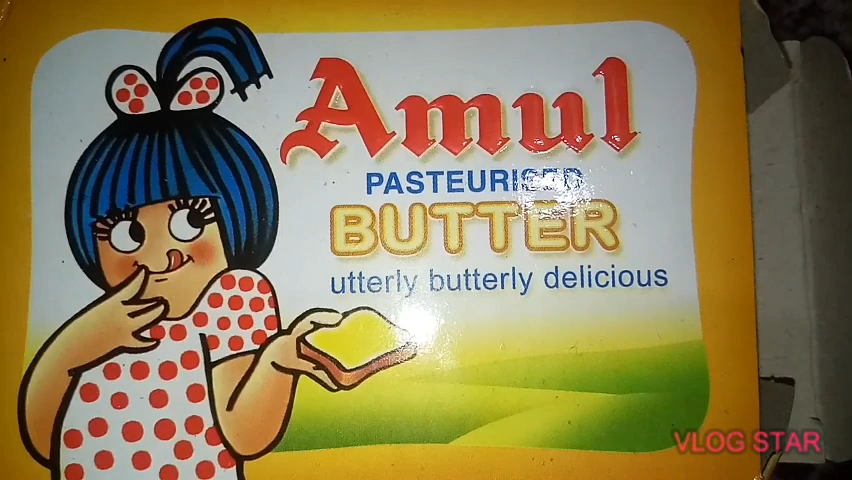 Amul
PASTEURISED
BUTTER
utterly butterly delicious
VLOG STAR